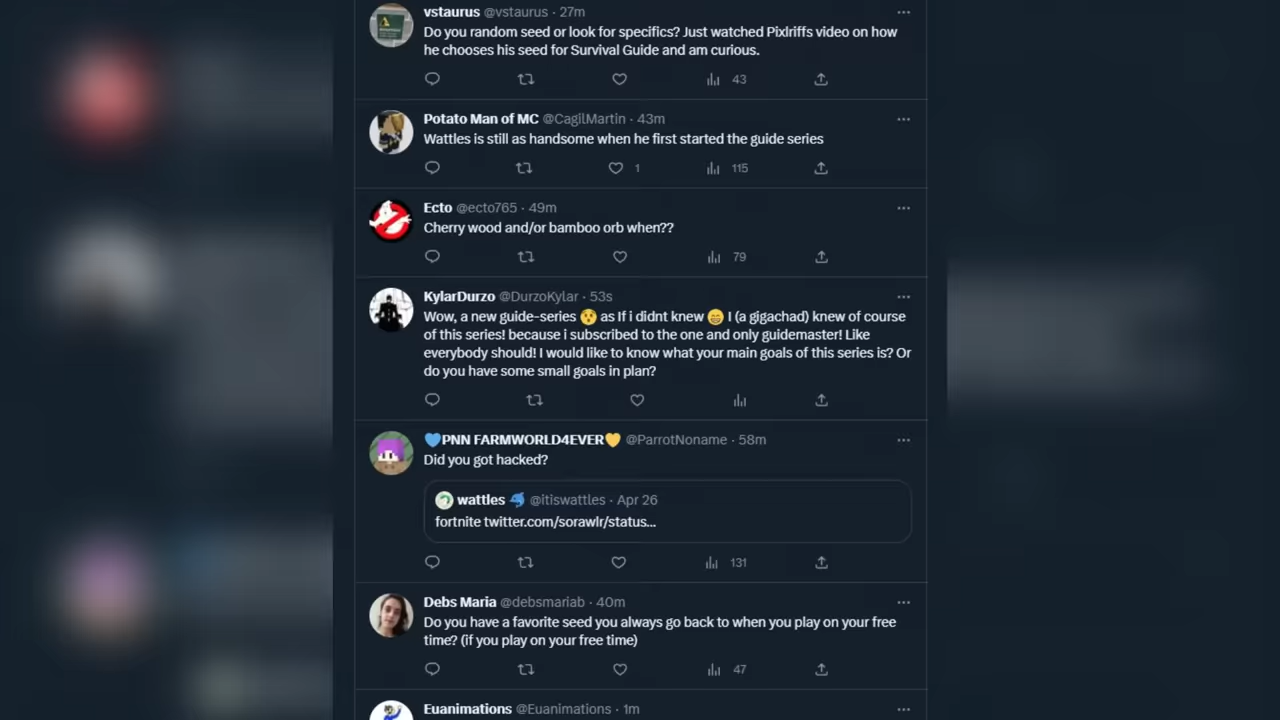 vstaurus @vstaurus · 27m
Do you random seed or look for specifics? Just watched Pixlriffs video on how
he chooses his seed for Survival Guide and am curious.
43
Potato Man of MC @CagilMartin · 43m
Wattles is still as handsome when he first started the guide series
1 115
Ecto @ecto765 · 49m
Cherry wood and/or bamboo orb when??
79
KylarDurzo @DurzoKylar · 53s
Wow, a new guide-series 😯 as If i didnt knew 😁 I (a gigachad) knew of course
of this series! because i subscribed to the one and only guidemaster! Like
everybody should! I would like to know what your main goals of this series is? Or
do you have some small goals in plan?
💙PNN FARMWORLD4EVER💛 @ParrotNoname · 58m
Did you got hacked?
wattles 🐬 @itiswattles · Apr 26
fortnite twitter.com/sorawlr/status...
131
Debs Maria @debsmariab · 40m
Do you have a favorite seed you always go back to when you play on your free
time? (if you play on your free time)
47
Euanimations @Euanimations · 1m